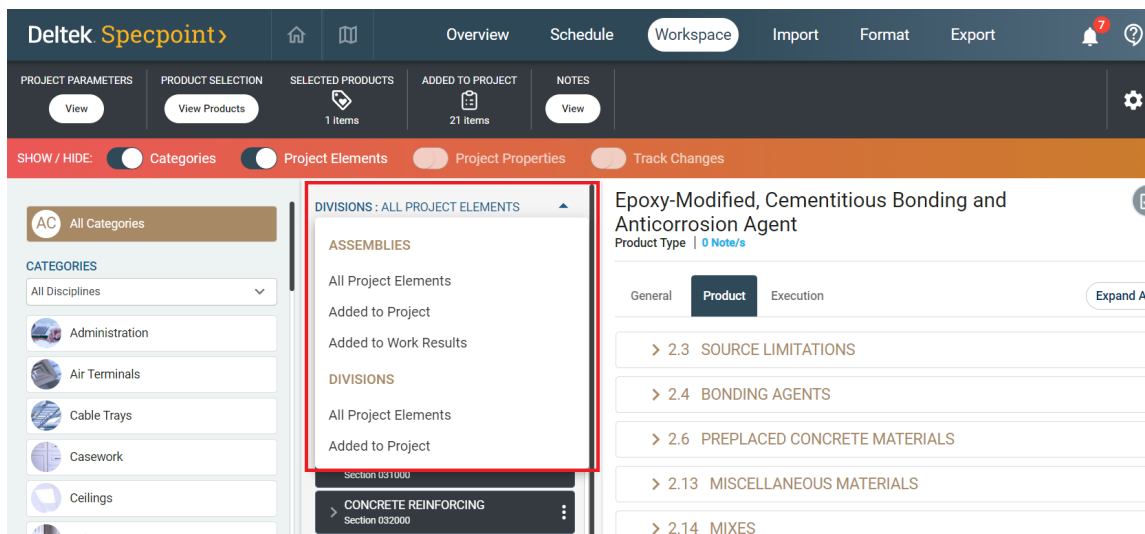 Deltek. Specpoint
Overview
Schedule
Workspace
Import
Format
Export
7
PROJECT PARAMETERS
View
PRODUCT SELECTION
View Products
SELECTED PRODUCTS
1 items
ADDED TO PROJECT
21 items
NOTES
View
SHOW / HIDE:
Categories
Project Elements
Project Properties
Track Changes
AC
All Categories
CATEGORIES
All Disciplines
Administration
Air Terminals
Cable Trays
Casework
Ceilings
DIVISIONS : ALL PROJECT ELEMENTS
ASSEMBLIES
All Project Elements
Added to Project
Added to Work Results
DIVISIONS
All Project Elements
Added to Project
Section 031000
CONCRETE REINFORCING
Section 032000
Epoxy-Modified, Cementitious Bonding and
Anticorrosion Agent
Product Type | 0 Note/s
General
Product
Execution
Expand A
2.3 SOURCE LIMITATIONS
2.4 BONDING AGENTS
2.6 PREPLACED CONCRETE MATERIALS
2.13 MISCELLANEOUS MATERIALS
2.14 MIXES